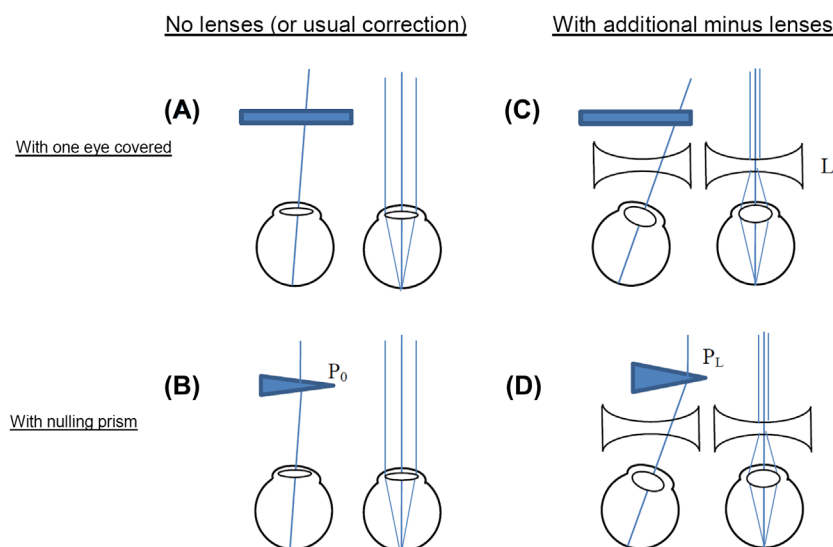 No lenses (or usual correction)
With additional minus lenses
(A)
(C)
With one eye covered
L
(B)
P0
(D)
PL
With nulling prism